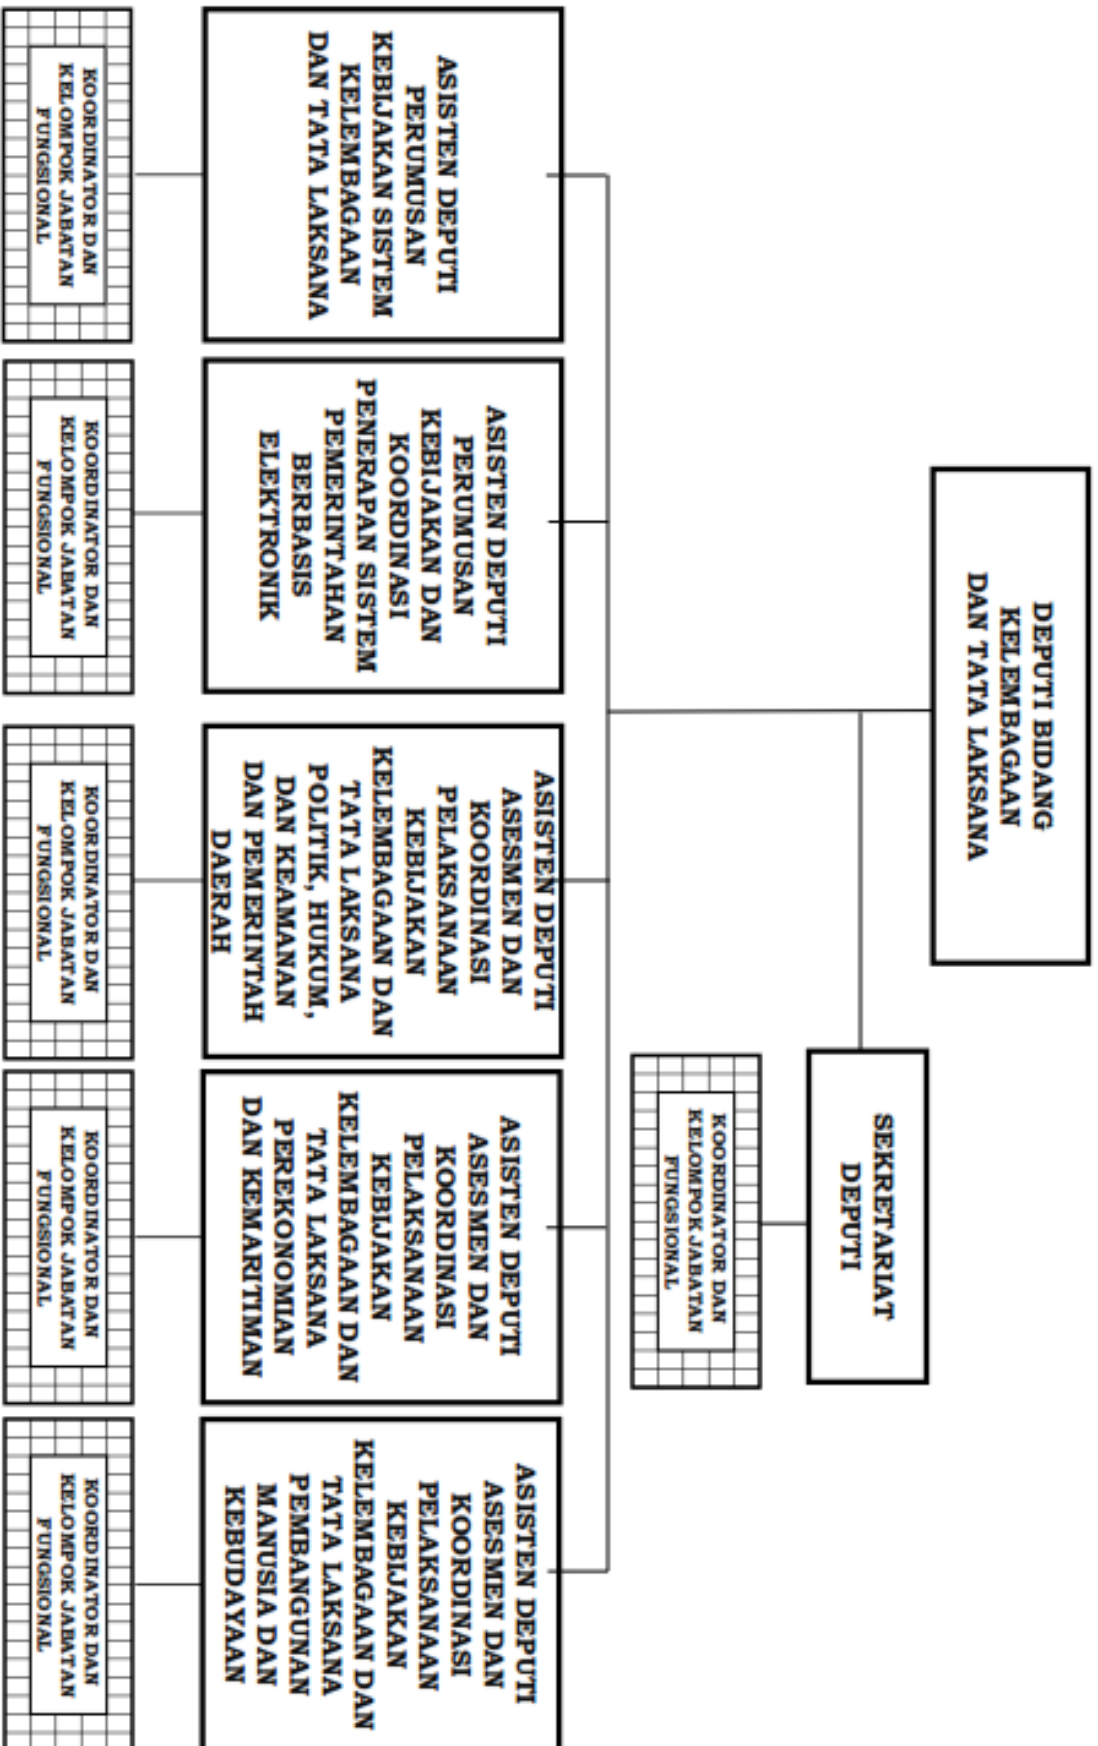 DEPUTI BIDANG
KELEMBAGAAN
DAN TATA LAKSANA
SEKRETARIAT
DEPUTI
KOORDINATOR DAN
KELOMPOK JABATAN
FUNGSIONAL
ASISTEN DEPUTI
PERUMUSAN
KEBIJAKAN SISTEM
KELEMBAGAAN
DAN TATA LAKSANA
ASISTEN DEPUTI
PERUMUSAN
KEBIJAKAN DAN
KOORDINASI
PENERAPAN SISTEM
PEMERINTAHAN
BERBASIS
ELEKTRONIK
ASISTEN DEPUTI
ASESMEN DAN
KOORDINASI
PELAKSANAAN
KEBIJAKAN
KELEMBAGAAN DAN
TATA LAKSANA
POLITIK, HUKUM,
DAN KEAMANAN
DAN PEMERINTAH
DAERAH
ASISTEN DEPUTI
ASESMEN DAN
KOORDINASI
PELAKSANAAN
KEBIJAKAN
KELEMBAGAAN DAN
TATA LAKSANA
PEREKONOMIAN
DAN KEMARITIMAN
ASISTEN DEPUTI
ASESMEN DAN
KOORDINASI
PELAKSANAAN
KEBIJAKAN
KELEMBAGAAN DAN
TATA LAKSANA
PEMBANGUNAN
MANUSIA DAN
KEBUDAYAAN
KOORDINATOR DAN
KELOMPOK JABATAN
FUNGSIONAL
KOORDINATOR DAN
KELOMPOK JABATAN
FUNGSIONAL
KOORDINATOR DAN
KELOMPOK JABATAN
FUNGSIONAL
KOORDINATOR DAN
KELOMPOK JABATAN
FUNGSIONAL
KOORDINATOR DAN
KELOMPOK JABATAN
FUNGSIONAL